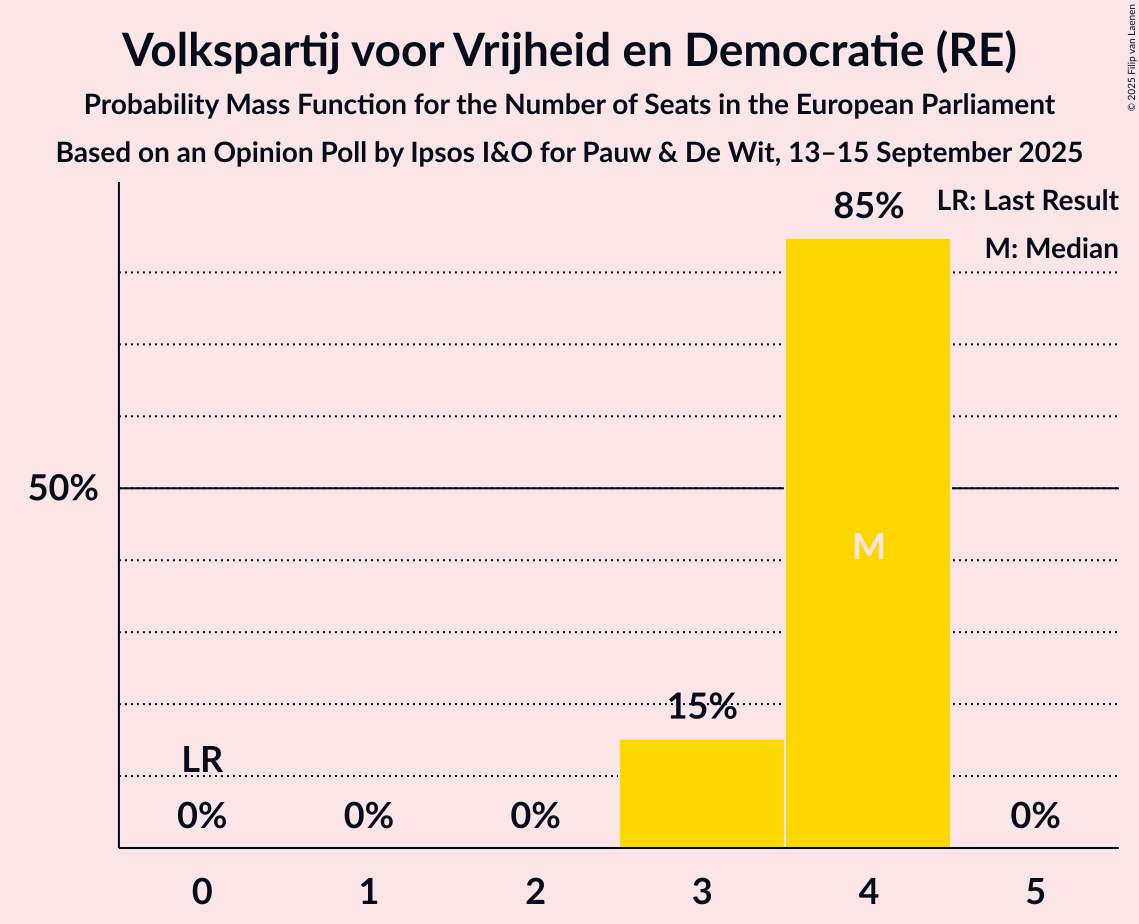 Volkspartij voor Vrijheid en Democratie (RE)
Probability Mass Function for the Number of Seats in the European Parliament
Based on an Opinion Poll by Ipsos I&O for Pauw & De Wit, 13–15 September 2025
© 2025 Filip van Laenen
85%
LR: Last Result
M: Median
50%
M
15%
LR
0%
0%
0%
0%
0
1
2
3
4
5